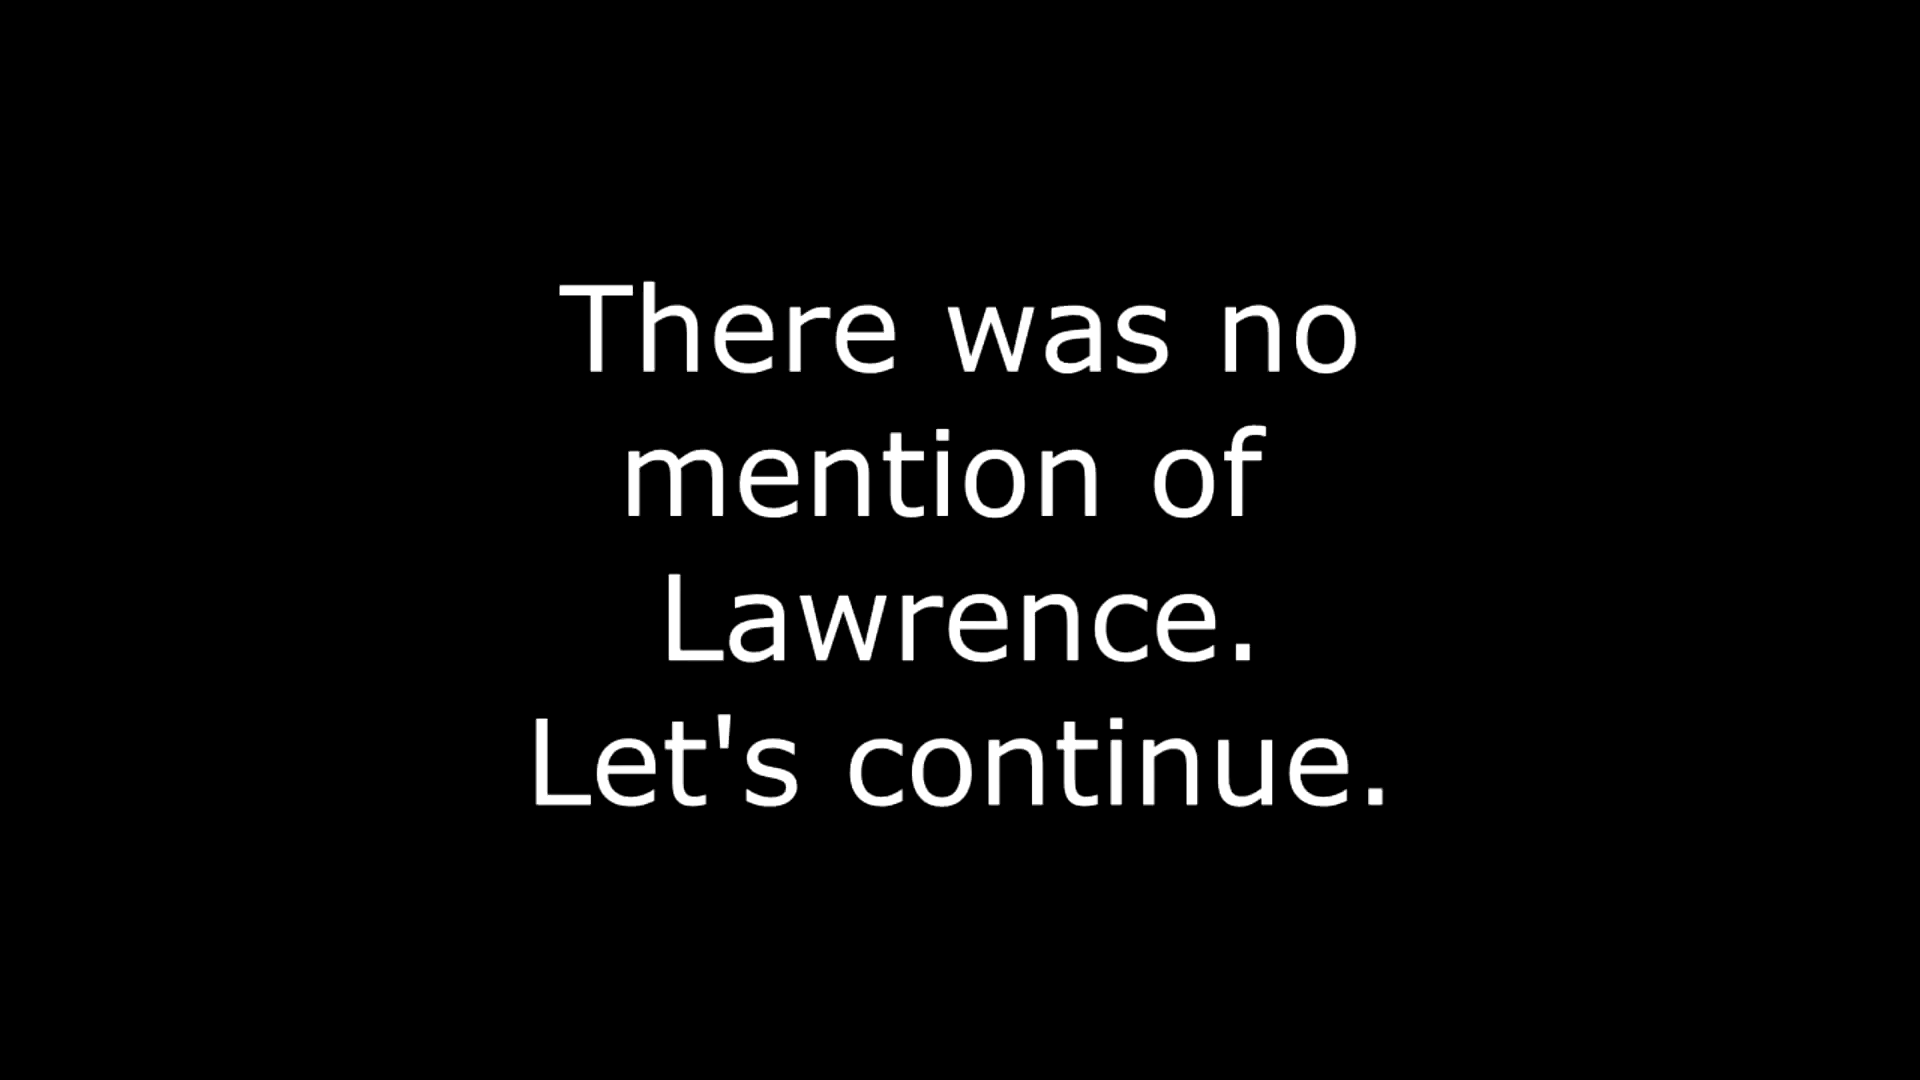 There was no
mention of
Lawrence.
Let's continue.